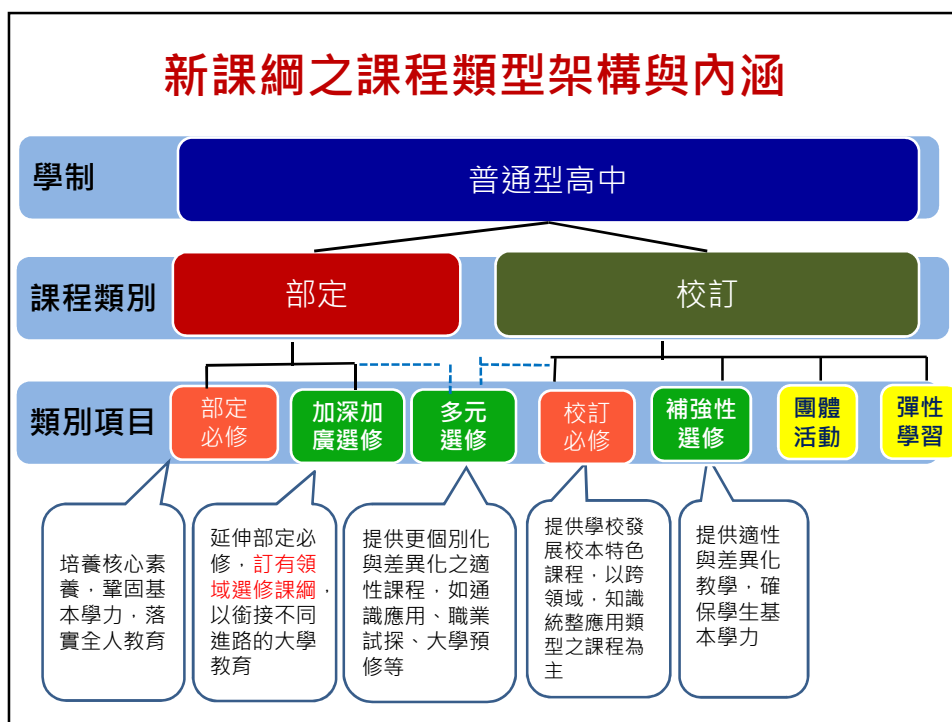 新課綱之課程類型架構與內涵
學制
普通型高中
課程類別
部定
校訂
類別項目
部定
必修
加深加
廣選修
多元
選修
校訂
必修
補強性
選修
團體
活動
彈性
學習
培養核心素
養，鞏固基
本學力，落
實全人教育
延伸部定必
修，訂有領
域選修課綱，
以銜接不同
進路的大學
教育
提供更個別化
與差異化之適
性課程，如通
識應用、職業
試探、大學預
修等
提供學校發
展校本特色
課程，以跨
領域，知識
統整應用類
型之課程為
主
提供適性
與差異化
教學，確
保學生基
本學力